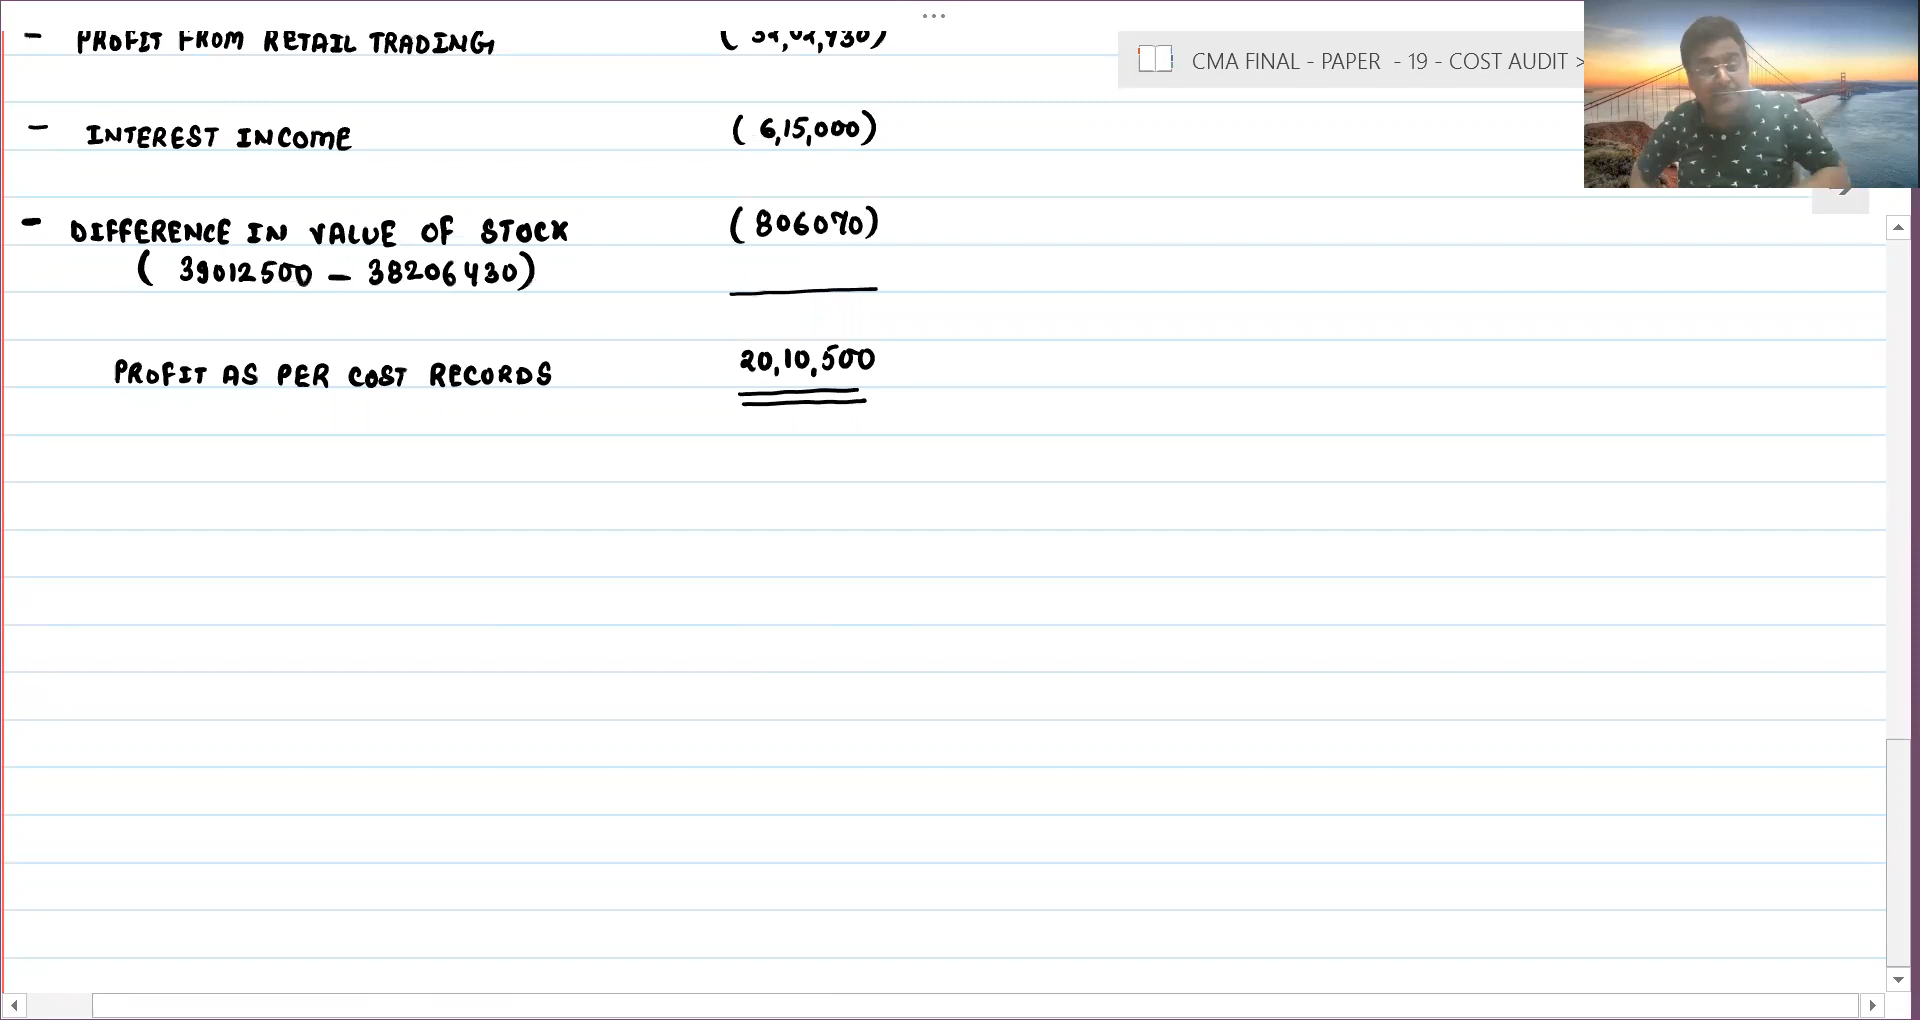 - PROFIT FROM RETAIL TRADING
CMA FINAL - PAPER - 19 - COST AUDIT >
- INTEREST INCOME (6,15,000)
- DIFFERENCE IN VALUE OF STOCK (806070)
(39012500 - 38206430)
PROFIT AS PER COST RECORDS 20,10,500